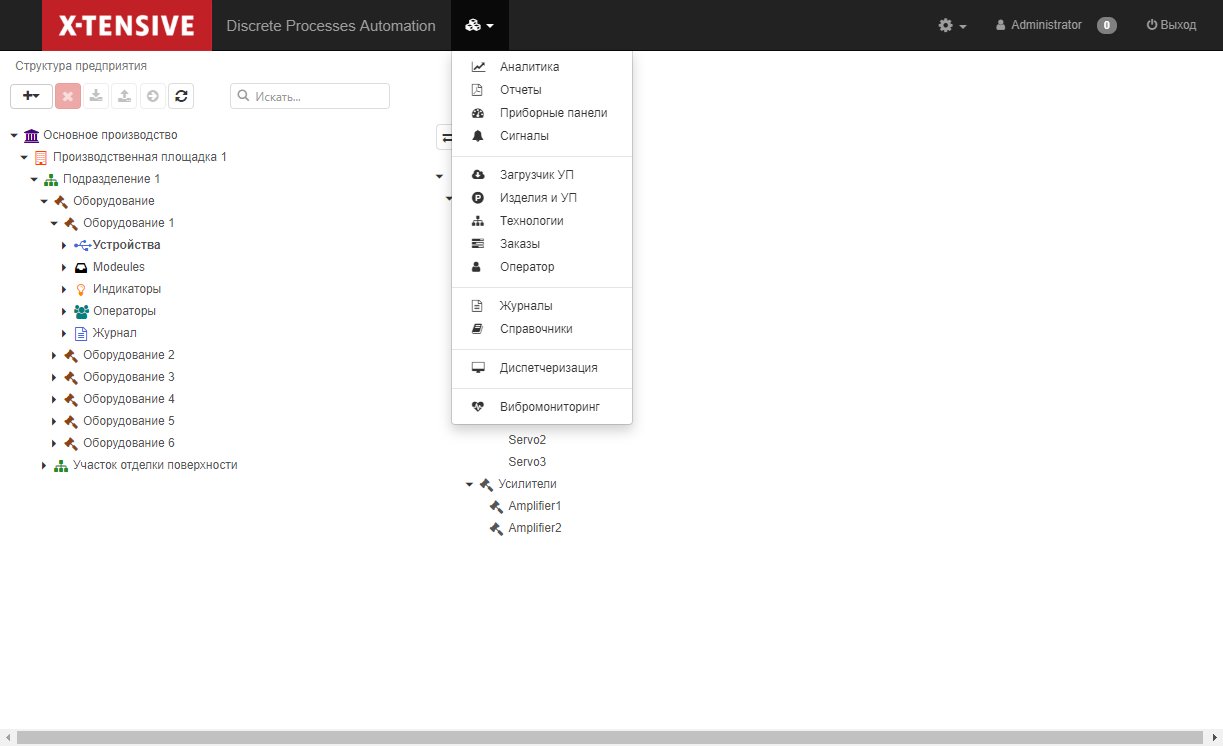 X-TENSIVE
Discrete Processes Automation
Administrator
0
Выход
Структура предприятия
Искать...
Основное производство
Производственная площадка 1
Подразделение 1
Оборудование
Оборудование 1
Устройства
Modeules
Индикаторы
Операторы
Журнал
Оборудование 2
Оборудование 3
Оборудование 4
Оборудование 5
Оборудование 6
Участок отделки поверхности
Аналитика
Отчеты
Приборные панели
Сигналы
Загрузчик УП
Изделия и УП
Технологии
Заказы
Оператор
Журналы
Справочники
Диспетчеризация
Вибромониторинг
Servo2
Servo3
Усилители
Amplifier1
Amplifier2